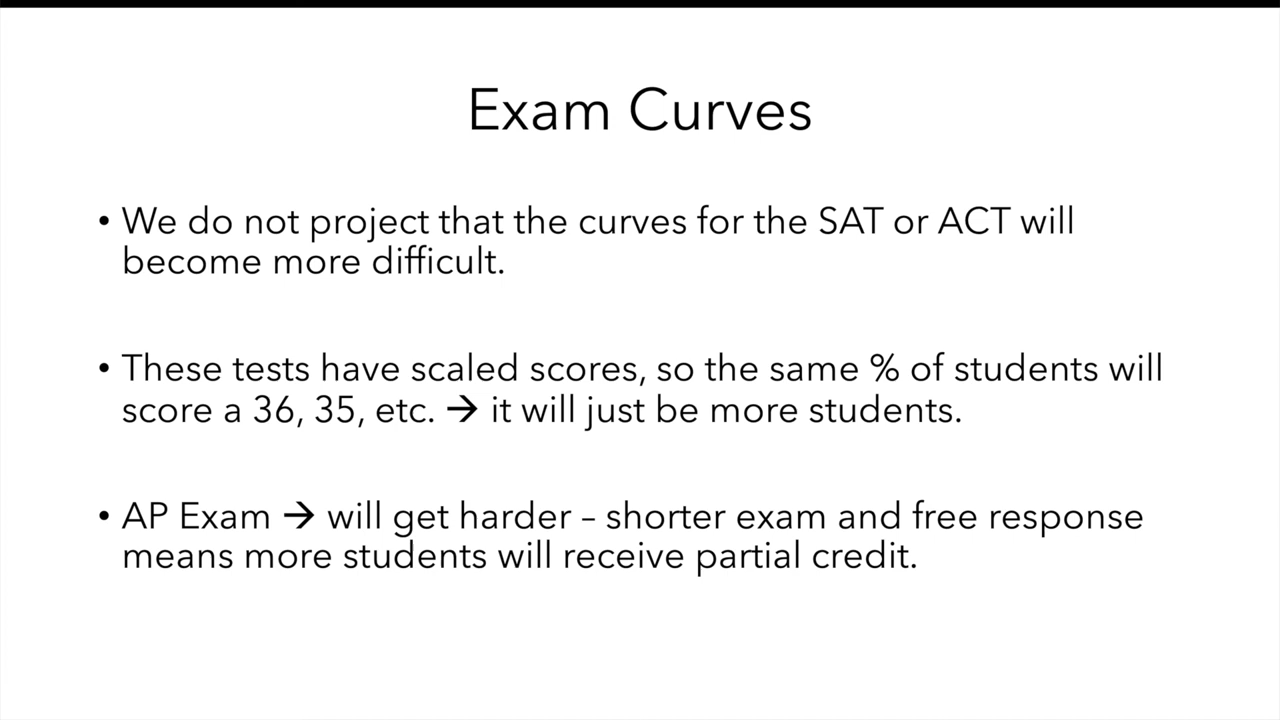 Exam Curves
• We do not project that the curves for the SAT or ACT will
become more difficult.
• These tests have scaled scores, so the same % of students will
score a 36, 35, etc. → it will just be more students.
• AP Exam → will get harder – shorter exam and free response
means more students will receive partial credit.